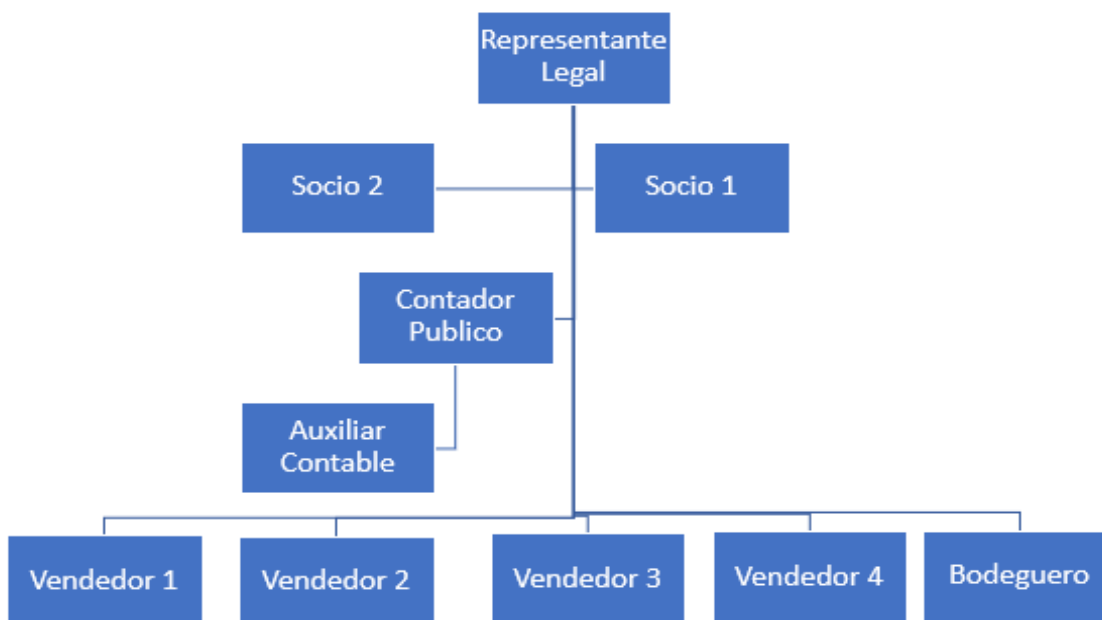 Representante
Legal
Socio 2
Socio 1
Contador
Publico
Auxiliar
Contable
Vendedor 1
Vendedor 2
Vendedor 3
Vendedor 4
Bodeguero